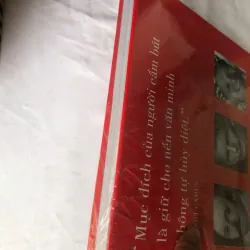 "Mục đích của người cầm bút
là giữ cho nền văn minh
không tự hủy diệt."